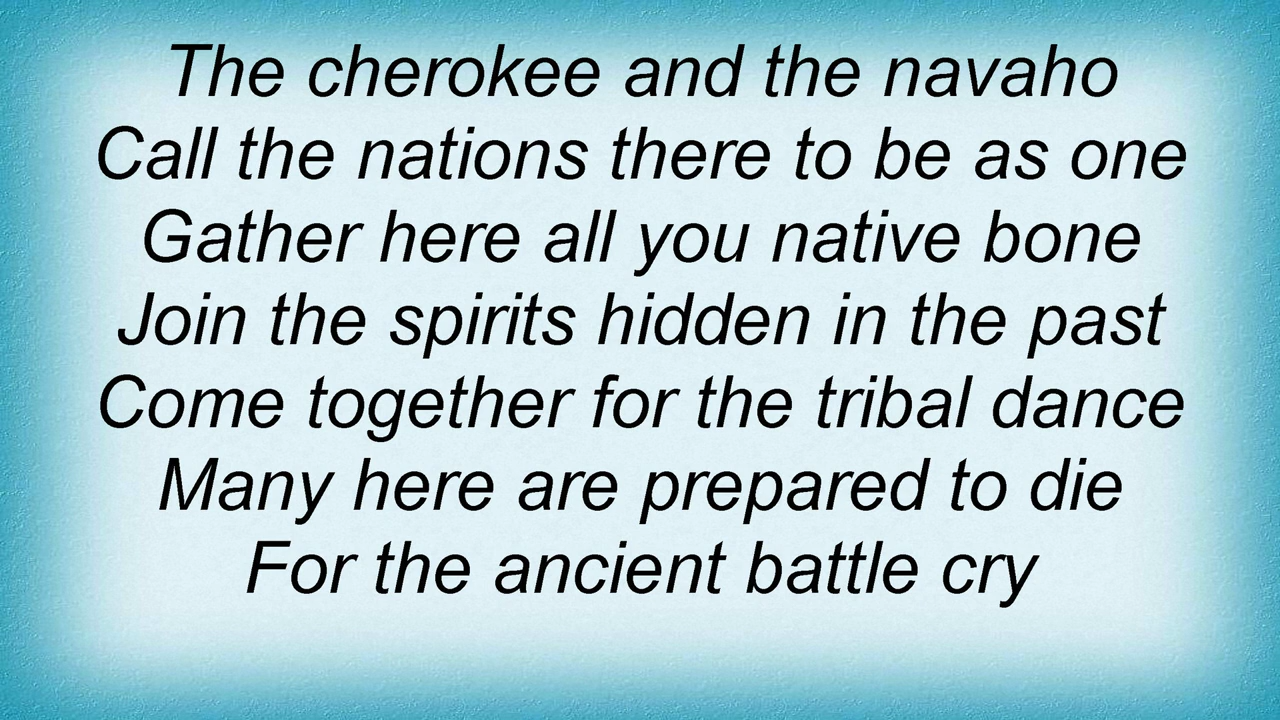 The cherokee and the navaho
Call the nations there to be as one
Gather here all you native bone
Join the spirits hidden in the past
Come together for the tribal dance
Many here are prepared to die
For the ancient battle cry